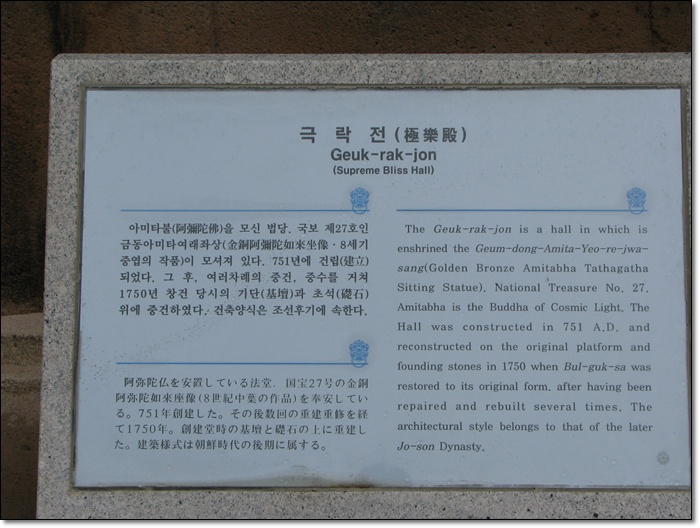 극 락 전 (極樂殿)
Geuk-rak-jon
(Supreme Bliss Hall)
아미타불(阿彌陀佛)을 모신 법당. 국보 제27호인
금동아미타여래좌상(金銅阿彌陀如來坐像 · 8세기
중엽의 작품)이 모셔져 있다. 751년에 건립(建立)
되었다. 그 후, 여러차례의 중건, 중수를 거쳐
1750년 창건 당시의 기단(基壇)과 초석(礎石)
위에 중건하였다. 건축양식은 조선후기에 속한다.
阿弥陀仏を安置している法堂. 国宝27号の金銅
阿弥陀如來座像(8世紀中葉の作品)を奉安してい
る。751年創建した。その後数回の重建重修を経
て1750年。創建堂時の基壇と礎石の上に重建し
た。建築様式は朝鮮時代の後期に属する。
The Geuk-rak-jon is a hall in which is
enshrined the Geum-dong-Amita-Yeo-re-jwa-
sang(Golden Bronze Amitabha Tathagatha
Sitting Statue), National Treasure No. 27.
Amitabha is the Buddha of Cosmic Light. The
Hall was constructed in 751 A.D. and
reconstructed on the original platform and
founding stones in 1750 when Bul-guk-sa was
restored to its original form, after having been
repaired and rebuilt several times. The
architectural style belongs to that of the later
Jo-son Dynasty.